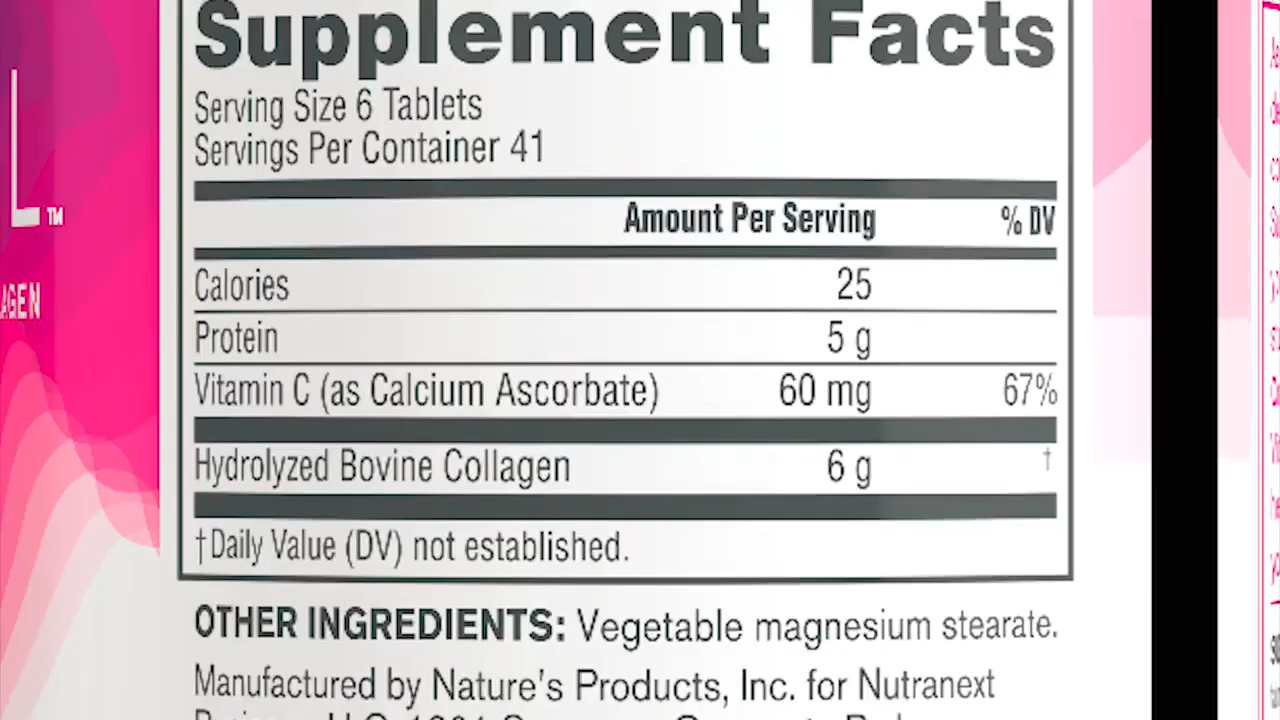 Supplement Facts
Serving Size 6 Tablets
Servings Per Container 41
Amount Per Serving % DV
Calories 25
Protein 5 g
Vitamin C (as Calcium Ascorbate) 60 mg 67%
Hydrolyzed Bovine Collagen 6 g †
†Daily Value (DV) not established.
OTHER INGREDIENTS: Vegetable magnesium stearate.
Manufactured by Nature's Products, Inc. for Nutranext
L™